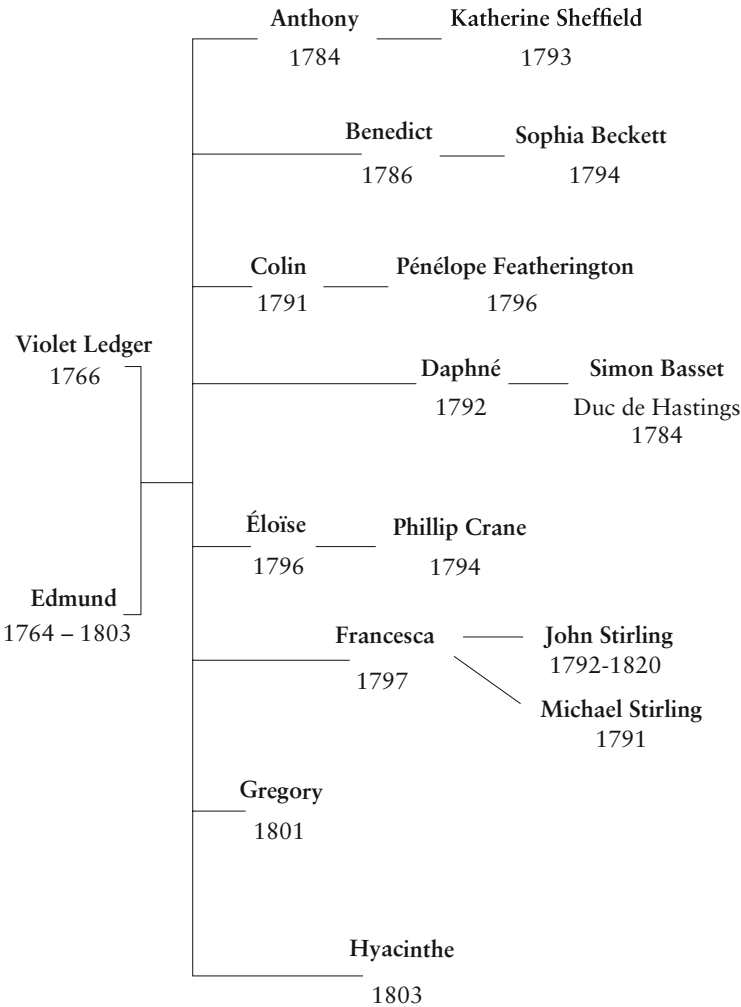 Anthony Katherine Sheffield
1784 1793
Benedict Sophia Beckett
1786 1794
Colin Pénélope Featherington
1791 1796
Violet Ledger
1766
Daphné Simon Basset
1792 Duc de Hastings
1784
Éloïse Phillip Crane
1796 1794
Edmund
1764 – 1803
Francesca John Stirling
1797 1792-1820
Michael Stirling
1791
Gregory
1801
Hyacinthe
1803